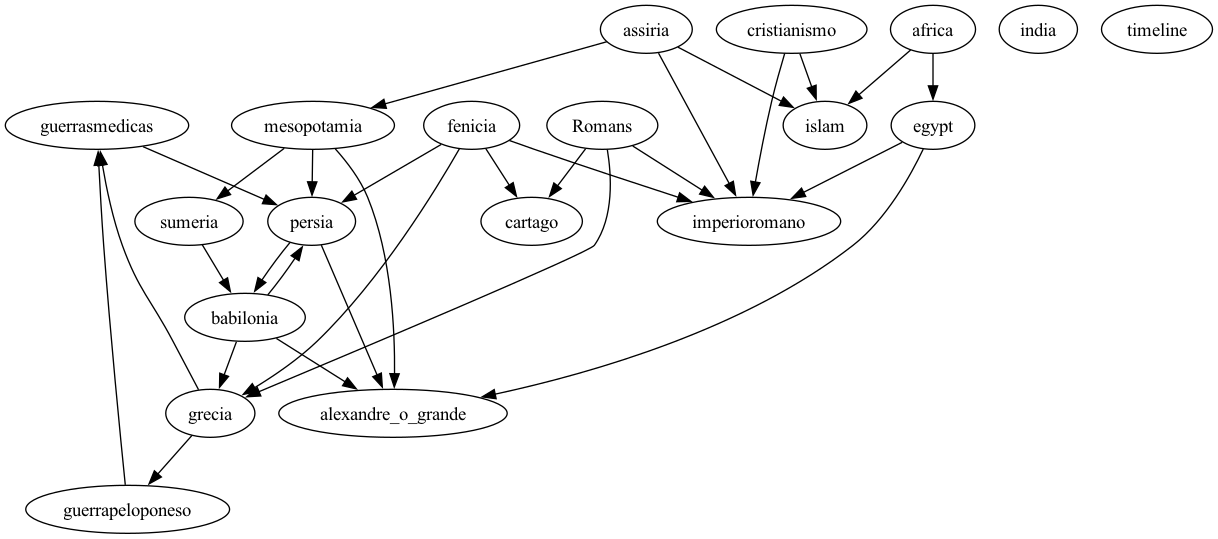 assiria
cristianismo
africa
india
timeline
guerrasmedicas
mesopotamia
fenicia
Romans
islam
egypt
sumeria
persia
cartago
imperioromano
babilonia
grecia
alexandre_o_grande
guerrapeloponeso